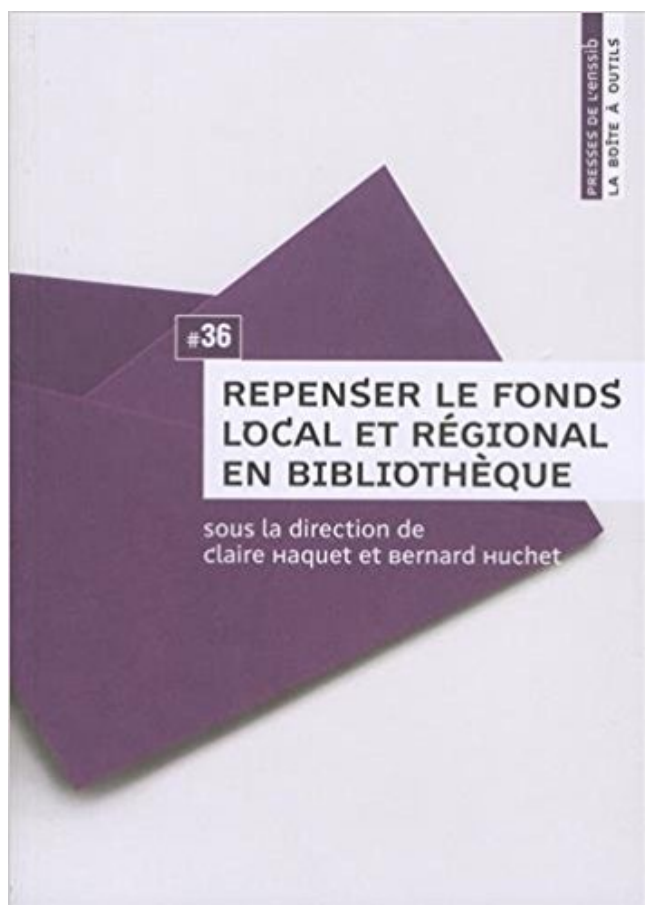 PRESSES DE L'enssib
LA BOÎTE À OUTILS
#36
REPENSER LE FONDS
LOCAL ET RÉGIONAL
EN BIBLIOTHÈQUE
sous la direction de
Claire Haquet et Bernard Huchet